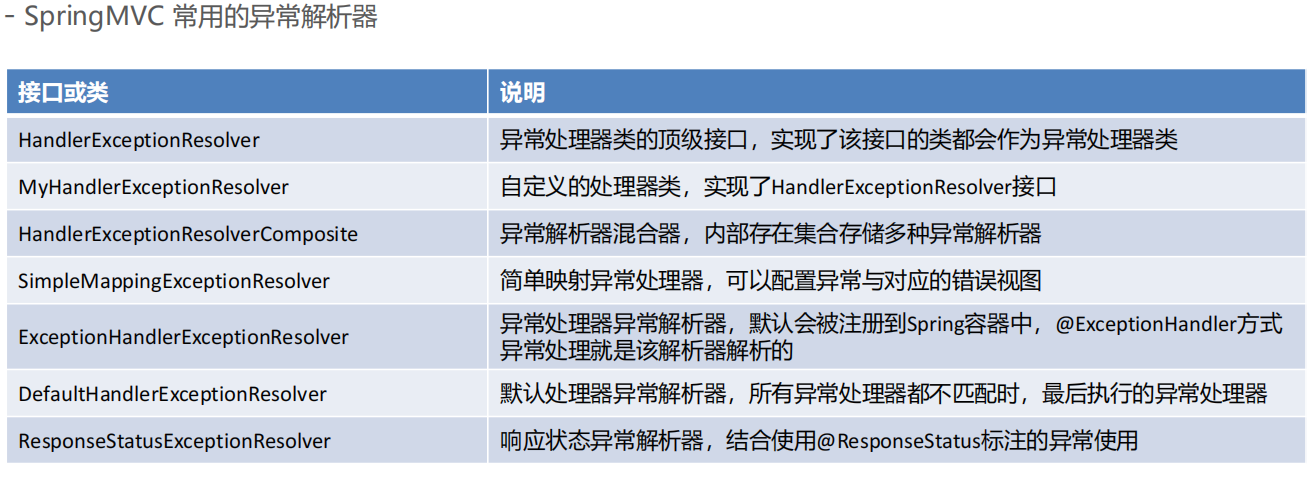 - SpringMVC 常用的异常解析器
接口或类 说明
HandlerExceptionResolver 异常处理器类的顶级接口，实现了该接口的类都会作为异常处理器类
MyHandlerExceptionResolver 自定义的处理器类，实现了HandlerExceptionResolver接口
HandlerExceptionResolverComposite 异常解析器混合器，内部存在集合存储多种异常解析器
SimpleMappingExceptionResolver 简单映射异常处理器，可以配置异常与对应的错误视图
ExceptionHandlerExceptionResolver 异常处理器异常解析器，默认会被注册到Spring容器中，@ExceptionHandler方式
异常处理就是该解析器解析的
DefaultHandlerExceptionResolver 默认处理器异常解析器，所有异常处理器都不匹配时，最后执行的异常处理器
ResponseStatusExceptionResolver 响应状态异常解析器，结合使用@ResponseStatus标注的异常使用